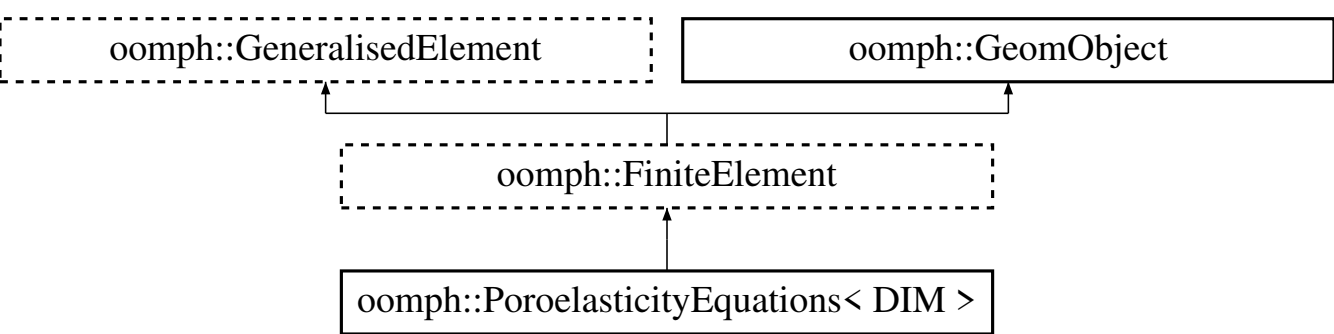 oomph::GeneralisedElement
oomph::GeomObject
oomph::FiniteElement
oomph::PoroelasticityEquations< DIM >